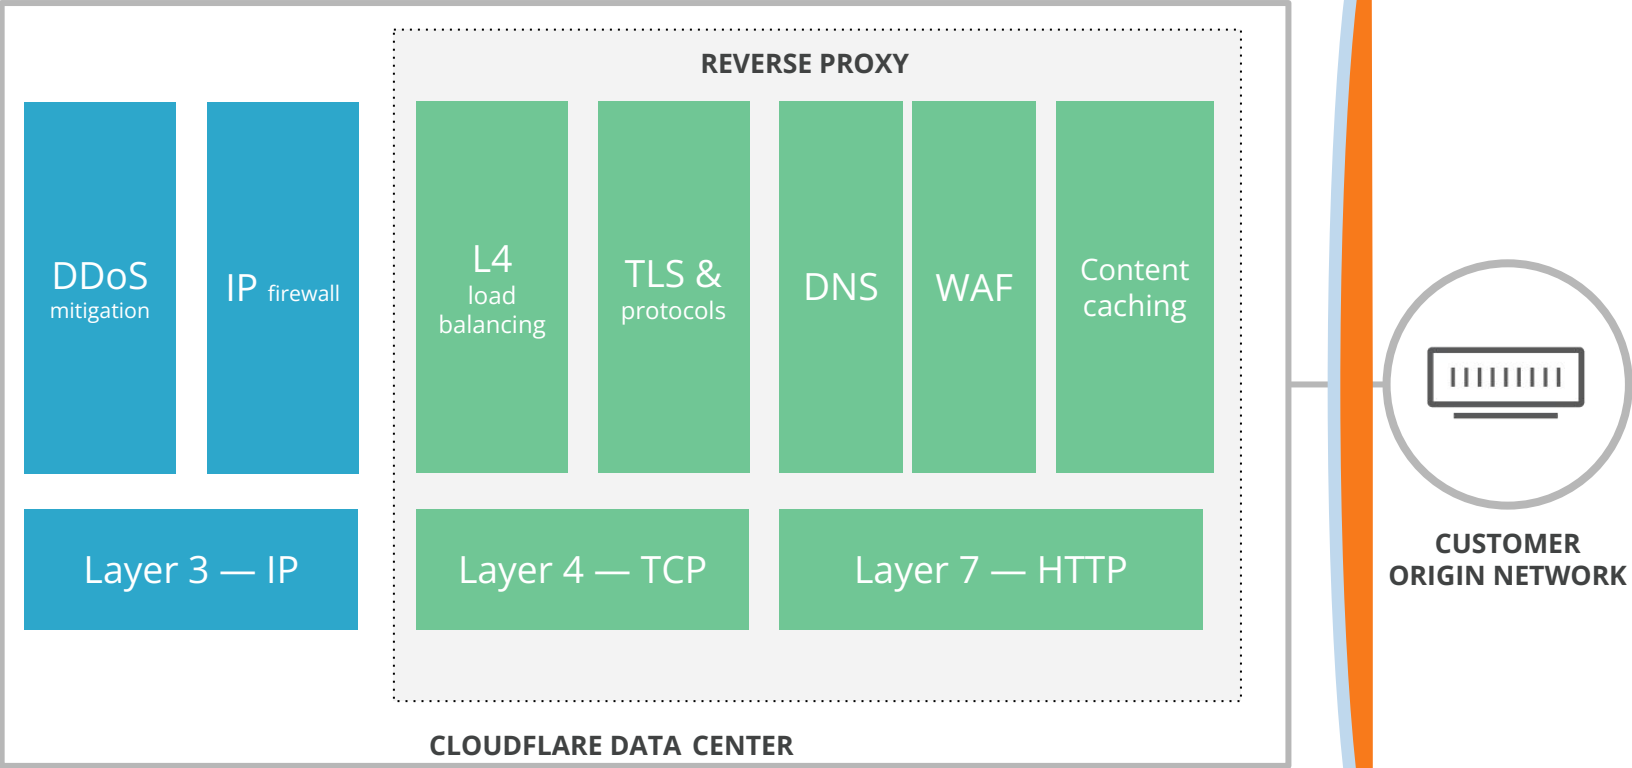 REVERSE PROXY
DDoS
mitigation
IP firewall
L4
load
balancing
TLS &
protocols
DNS
WAF
Content
caching
Layer 3 — IP
Layer 4 — TCP
Layer 7 — HTTP
CUSTOMER
ORIGIN NETWORK
CLOUDFLARE DATA CENTER